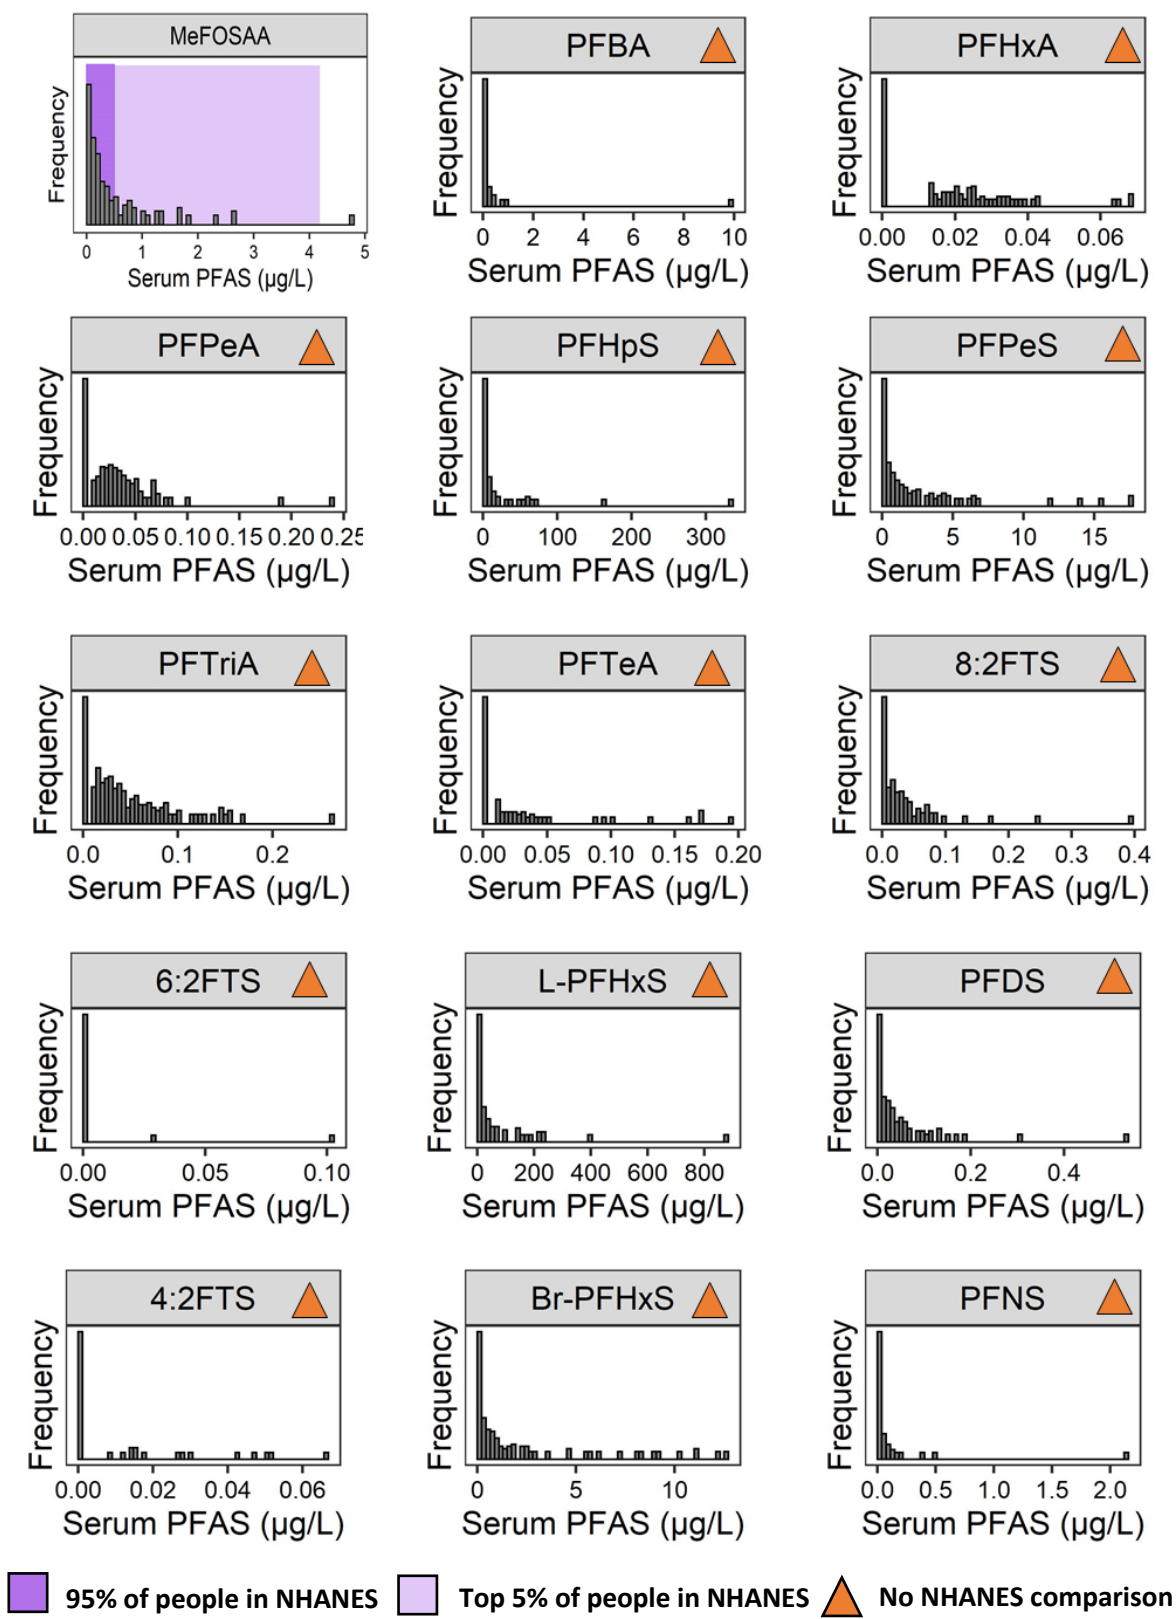 MeFOSAA
Frequency
0 1 2 3 4 5
Serum PFAS (µg/L)
PFBA
Frequency
0 2 4 6 8 10
Serum PFAS (µg/L)
PFHxA
Frequency
0.00 0.02 0.04 0.06
Serum PFAS (µg/L)
PFPeA
Frequency
0.00 0.05 0.10 0.15 0.20 0.25
Serum PFAS (µg/L)
PFHpS
Frequency
0 100 200 300
Serum PFAS (µg/L)
PFPeS
Frequency
0 5 10 15
Serum PFAS (µg/L)
PFTriA
Frequency
0.0 0.1 0.2
Serum PFAS (µg/L)
PFTeA
Frequency
0.00 0.05 0.10 0.15 0.20
Serum PFAS (µg/L)
8:2FTS
Frequency
0.0 0.1 0.2 0.3 0.4
Serum PFAS (µg/L)
6:2FTS
Frequency
0.00 0.05 0.10
Serum PFAS (µg/L)
L-PFHxS
Frequency
0 200 400 600 800
Serum PFAS (µg/L)
PFDS
Frequency
0.0 0.2 0.4
Serum PFAS (µg/L)
4:2FTS
Frequency
0.00 0.02 0.04 0.06
Serum PFAS (µg/L)
Br-PFHxS
Frequency
0 5 10
Serum PFAS (µg/L)
PFNS
Frequency
0.0 0.5 1.0 1.5 2.0
Serum PFAS (µg/L)
95% of people in NHANES
Top 5% of people in NHANES
No NHANES comparison